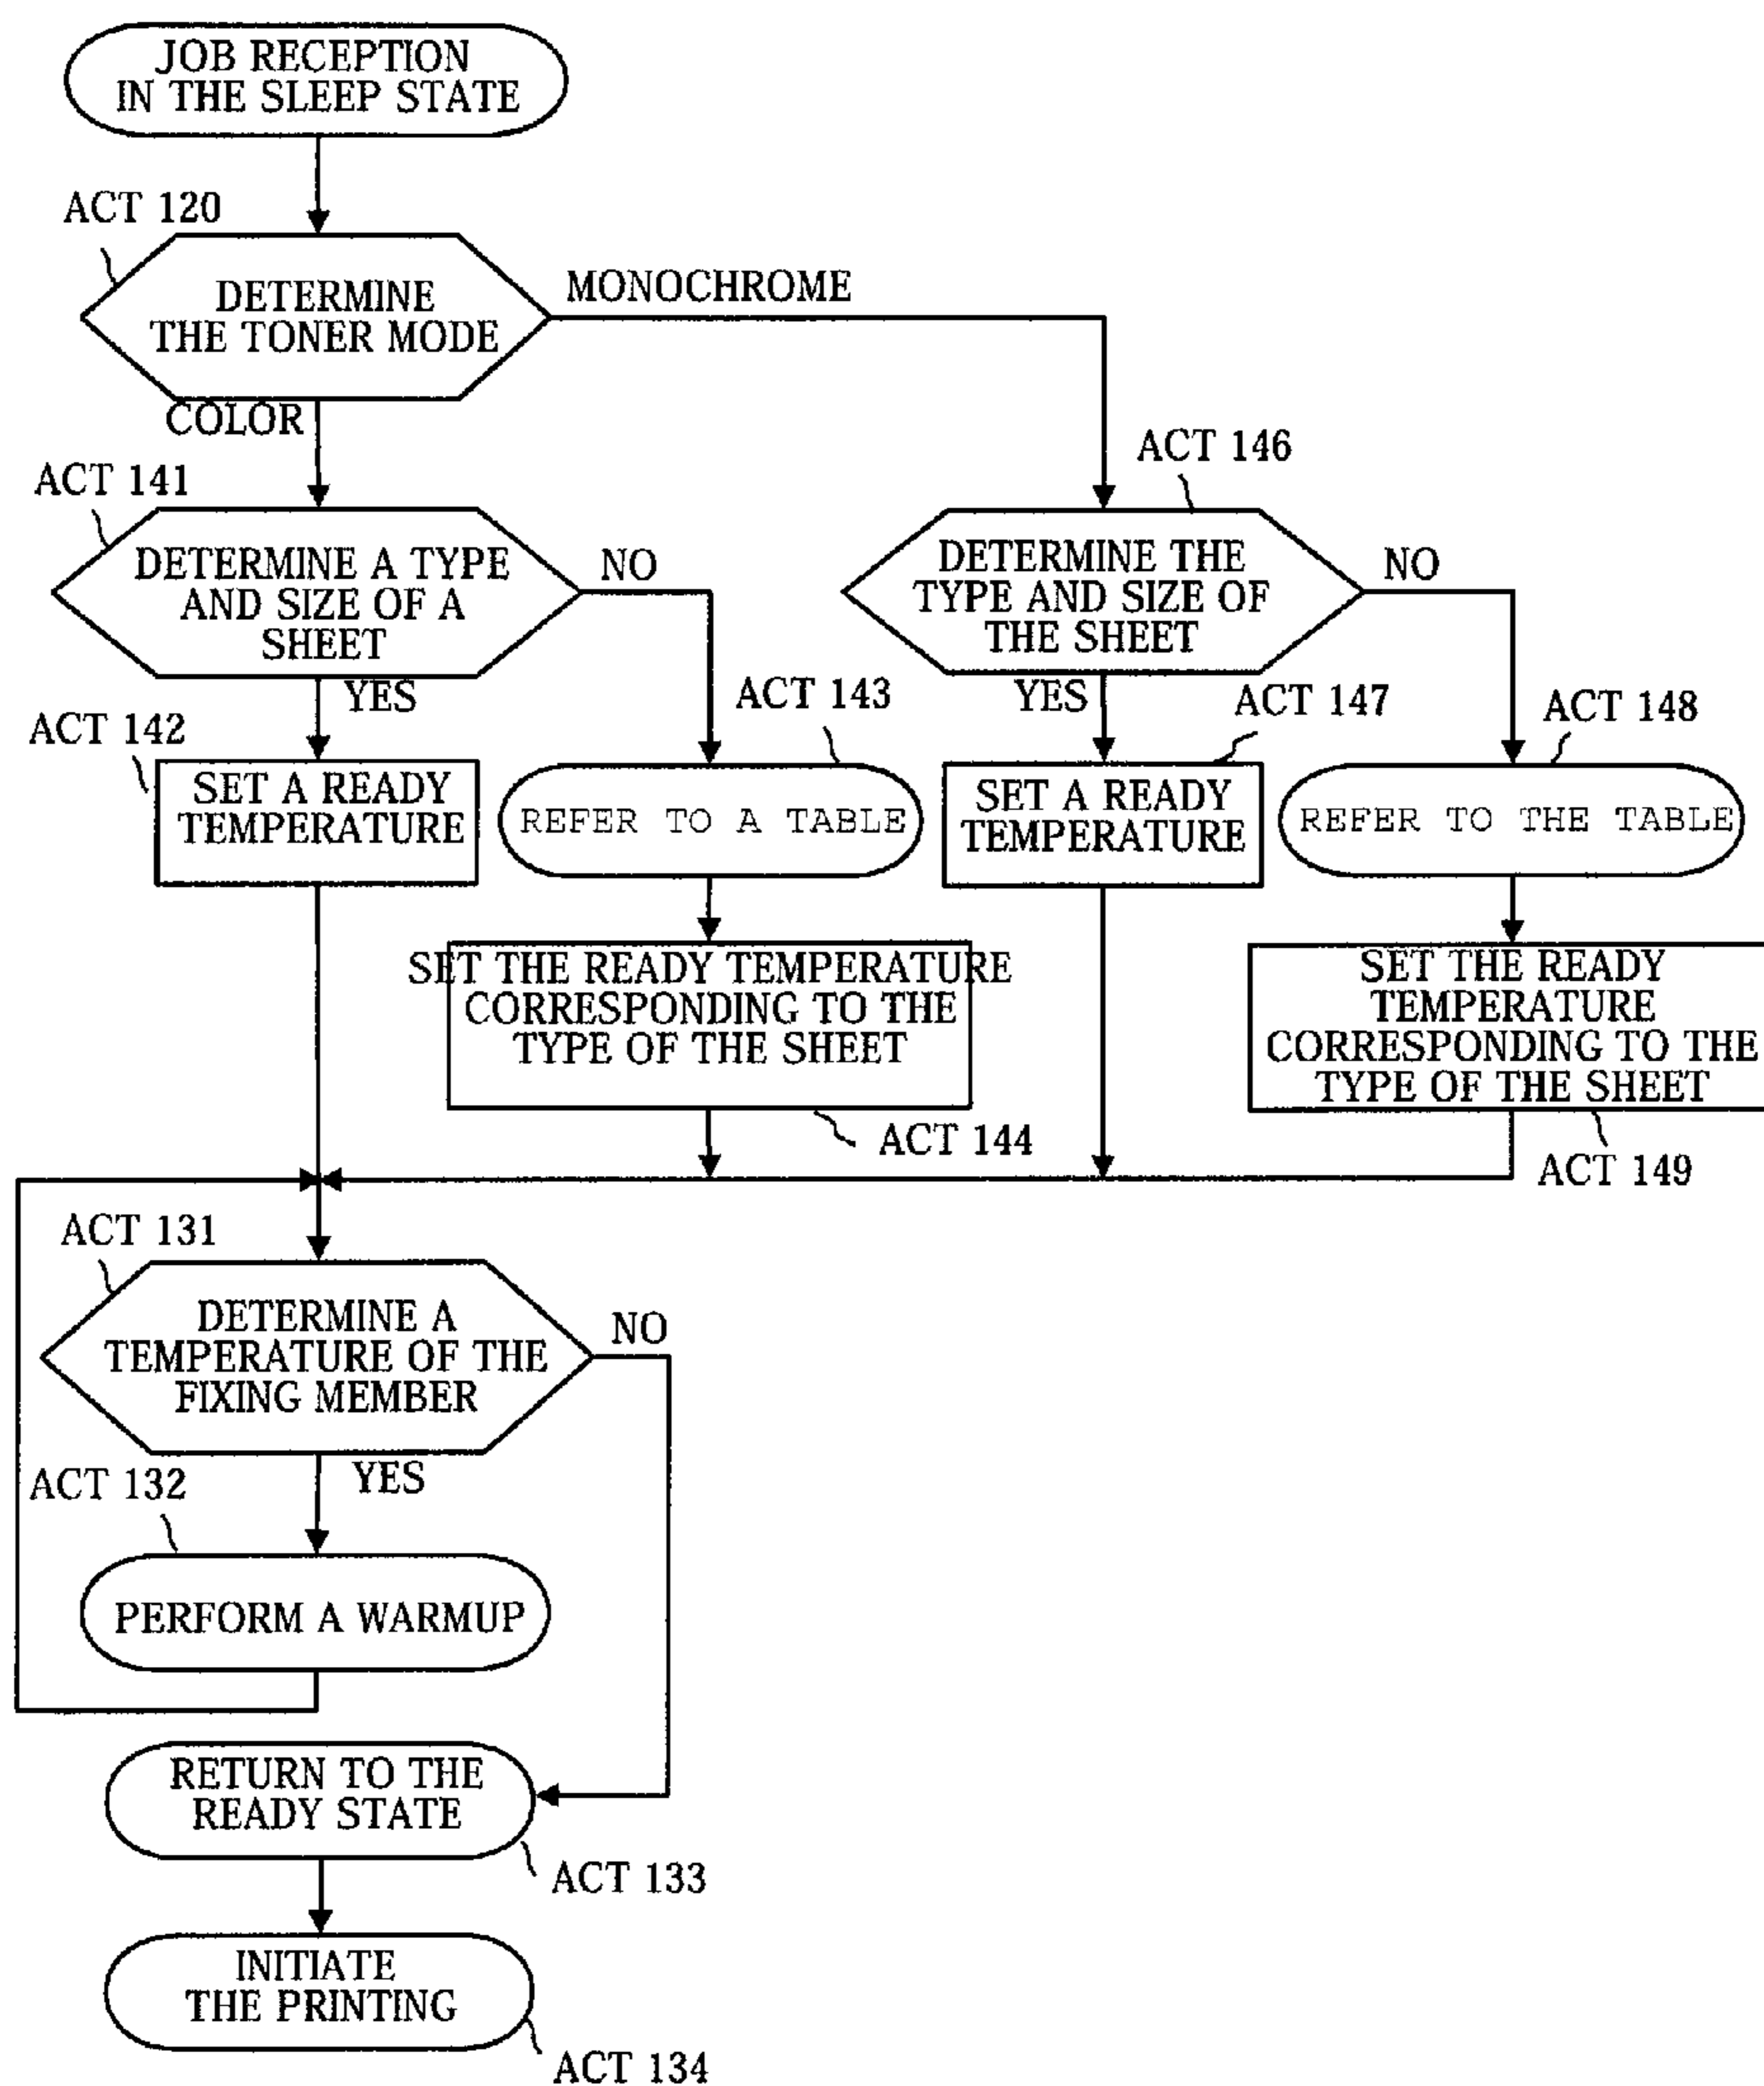 JOB RECEPTION
IN THE SLEEP STATE
ACT 120
DETERMINE
THE TONER MODE
MONOCHROME
COLOR
ACT 141
DETERMINE A TYPE
AND SIZE OF A
SHEET
NO
YES
ACT 146
DETERMINE THE
TYPE AND SIZE OF
THE SHEET
NO
YES
ACT 142
SET A READY
TEMPERATURE
ACT 143
REFER TO A TABLE
ACT 147
SET A READY
TEMPERATURE
ACT 148
REFER TO THE TABLE
SET THE READY TEMPERATURE
CORRESPONDING TO THE
TYPE OF THE SHEET
ACT 144
SET THE READY
TEMPERATURE
CORRESPONDING TO THE
TYPE OF THE SHEET
ACT 149
ACT 131
DETERMINE A
TEMPERATURE OF THE
FIXING MEMBER
NO
YES
ACT 132
PERFORM A WARMUP
RETURN TO THE
READY STATE
ACT 133
INITIATE
THE PRINTING
ACT 134